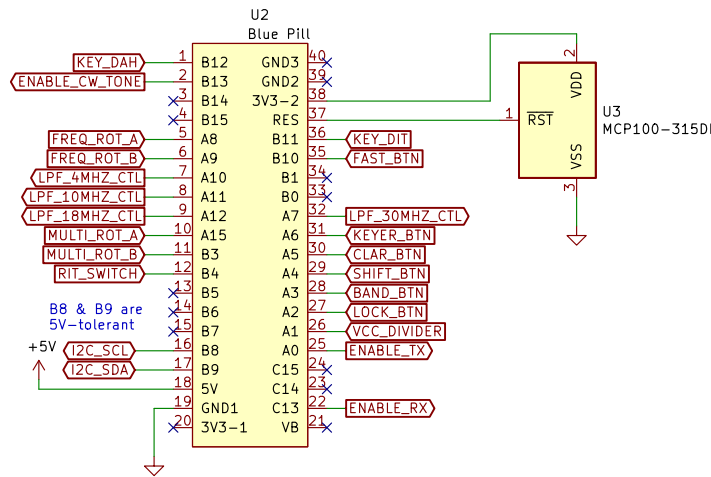 U2
Blue Pill
KEY_DAH 1 B12 GND3 40
ENABLE_CW_TONE 2 B13 GND2 39
3 B14 3V3-2 38
4 B15 RES 37
FREQ_ROT_A 5 A8 B11 36 KEY_DIT
FREQ_ROT_B 6 A9 B10 35 FAST_BTN
LPF_4MHZ_CTL 7 A10 B1 34
LPF_10MHZ_CTL 8 A11 B0 33
LPF_18MHZ_CTL 9 A12 A7 32 LPF_30MHZ_CTL
MULTI_ROT_A 10 A15 A6 31 KEYER_BTN
MULTI_ROT_B 11 B3 A5 30 CLAR_BTN
RIT_SWITCH 12 B4 A4 29 SHIFT_BTN
13 B5 A3 28 BAND_BTN
14 B6 A2 27 LOCK_BTN
15 B7 A1 26 VCC_DIVIDER
I2C_SCL 16 B8 A0 25 ENABLE_TX
I2C_SDA 17 B9 C15 24
18 5V C14 23
19 GND1 C13 22 ENABLE_RX
20 3V3-1 VB 21
B8 & B9 are
5V-tolerant
+5V
2
VDD
1 RST
VSS
3
U3
MCP100-315DI